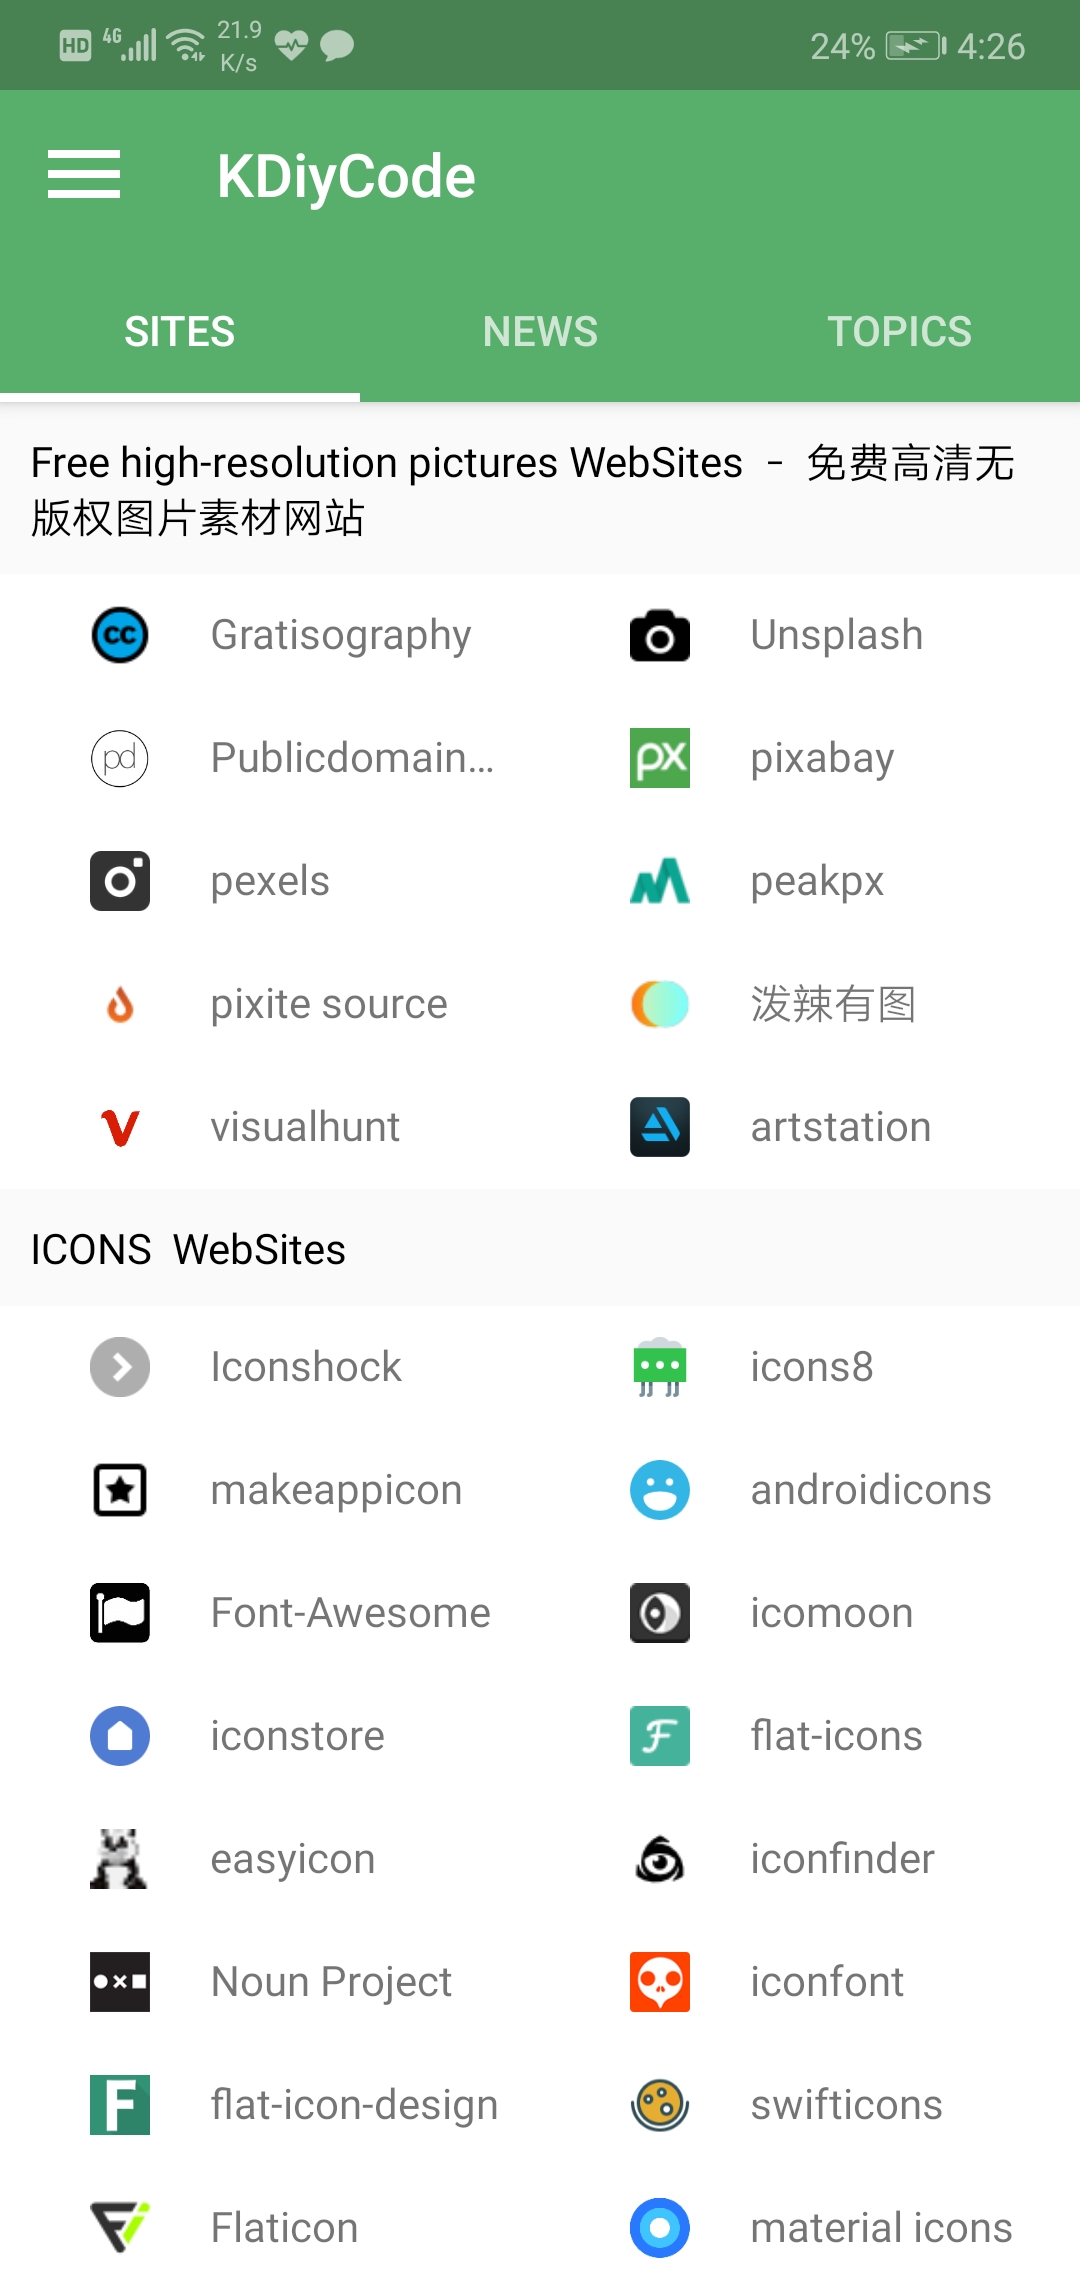 HD 4G 21.9 K/s 24% 4:26
KDiyCode
SITES NEWS TOPICS
Free high-resolution pictures WebSites - 免费高清无
版权图片素材网站
Gratisography Unsplash
Publicdomain... pixabay
pexels peakpx
pixite source 泼辣有图
visualhunt artstation
ICONS WebSites
Iconshock icons8
makeappicon androidicons
Font-Awesome icomoon
iconstore flat-icons
easyicon iconfinder
Noun Project iconfont
flat-icon-design swifticons
Flaticon material icons